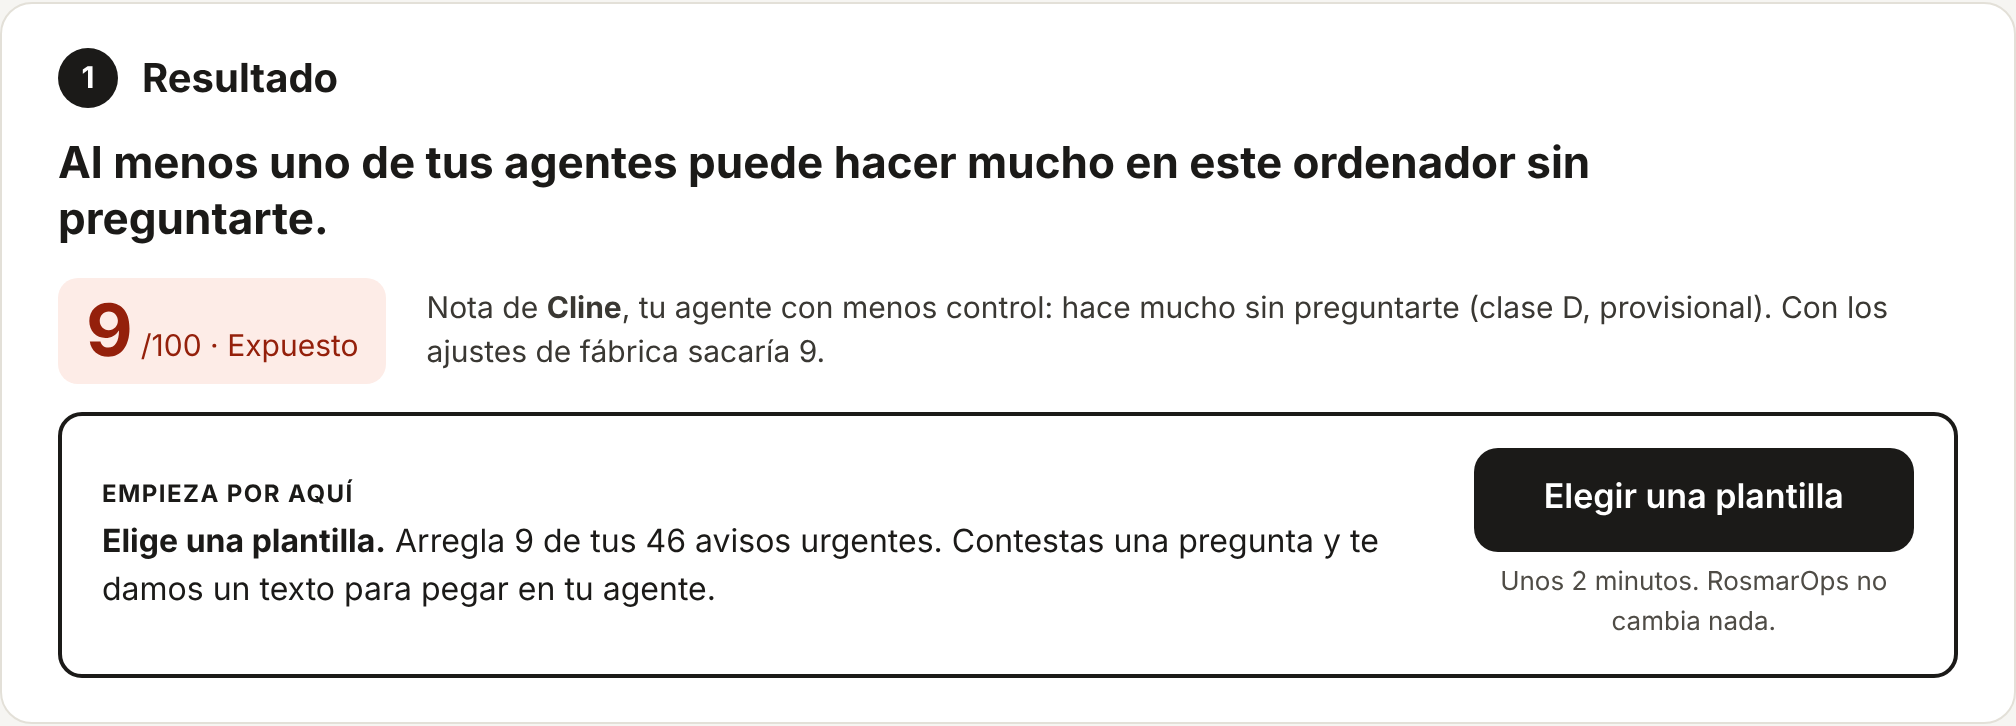 1 Resultado
Al menos uno de tus agentes puede hacer mucho en este ordenador sin
preguntarte.
9 /100 · Expuesto
Nota de Cline, tu agente con menos control: hace mucho sin preguntarte (clase D, provisional). Con los
ajustes de fábrica sacaría 9.
EMPIEZA POR AQUÍ
Elige una plantilla. Arregla 9 de tus 46 avisos urgentes. Contestas una pregunta y te
damos un texto para pegar en tu agente.
Elegir una plantilla
Unos 2 minutos. RosmarOps no
cambia nada.